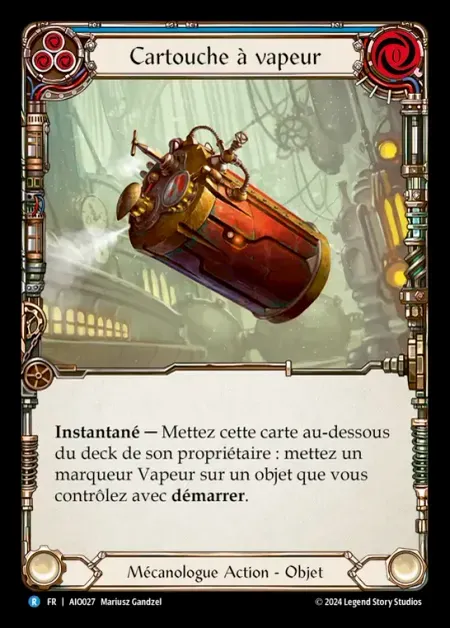 Cartouche à vapeur
0
Instantané — Mettez cette carte au-dessous
du deck de son propriétaire : mettez un
marqueur Vapeur sur un objet que vous
contrôlez avec démarrer.
Mécanologue Action - Objet
R FR | AIO027 Mariusz Gandzel
© 2024 Legend Story Studios